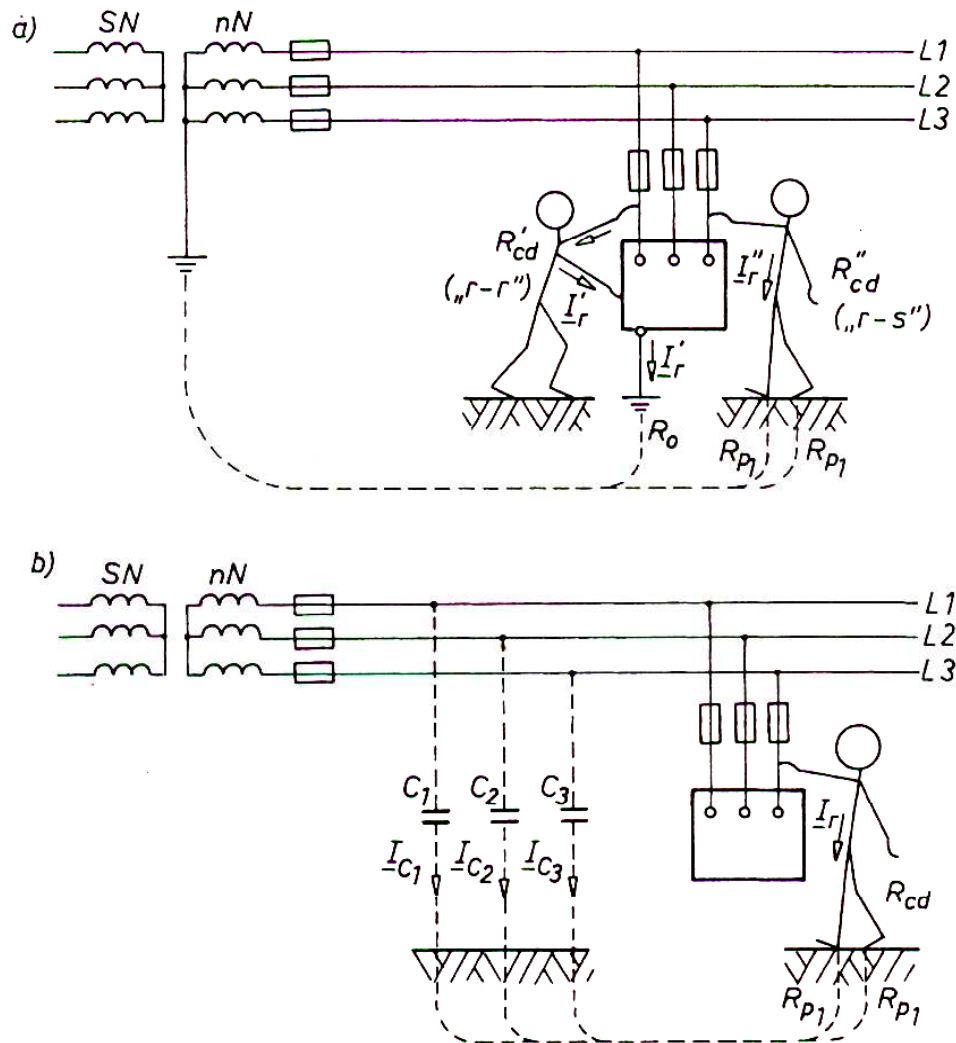 a)
SN nN
L1
L2
L3
R'cd
("r-r")
I'r
I'r
Ro
I"r
R"cd
("r-s")
Rp1 Rp1
b)
SN nN
L1
L2
L3
C1 C2 C3
IC1 IC2 IC3
Ir
Rcd
Rp1 Rp1